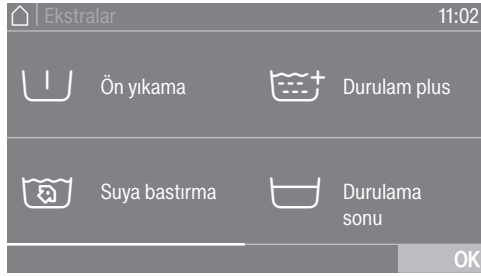 Ekstralar 11:02
Ön yıkama
Durulam plus
Suya bastırma
Durulama
sonu
OK